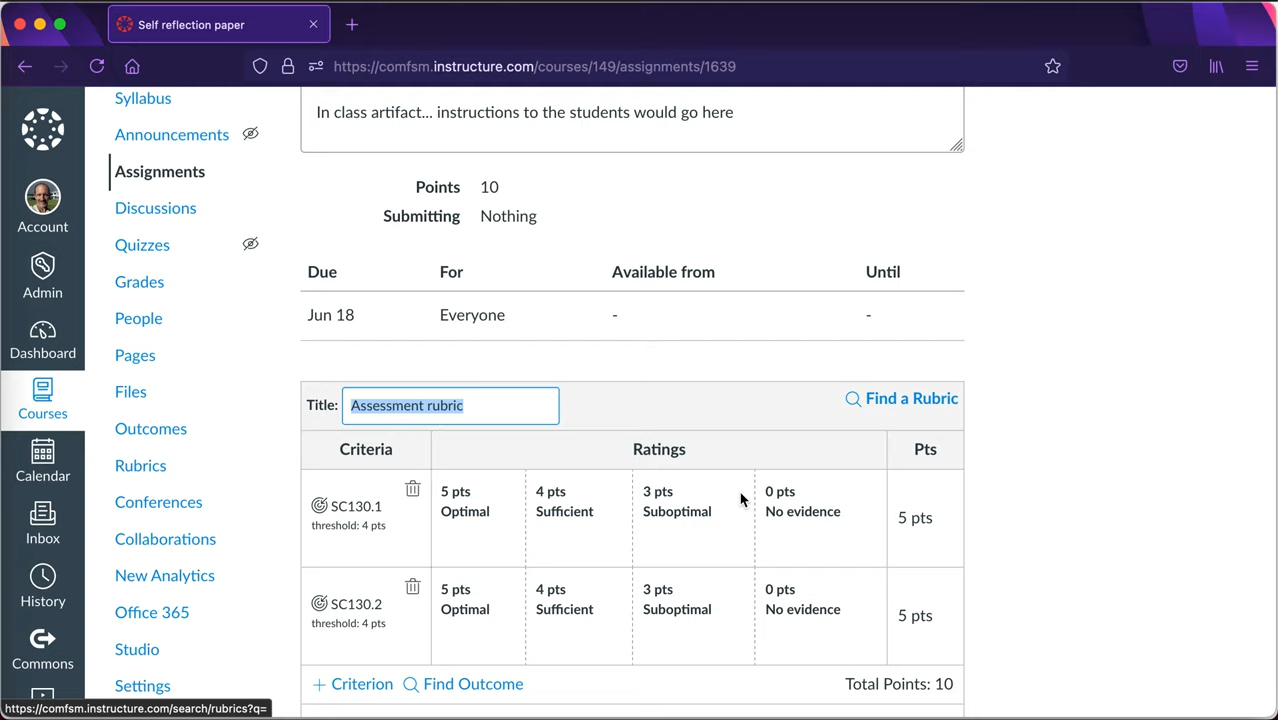 Self reflection paper
https://comfsm.instructure.com/courses/149/assignments/1639
Account
Admin
Dashboard
Courses
Calendar
Inbox
History
Commons
Syllabus
Announcements
Assignments
Discussions
Quizzes
Grades
People
Pages
Files
Outcomes
Rubrics
Conferences
Collaborations
New Analytics
Office 365
Studio
Settings
In class artifact... instructions to the students would go here
Points 10
Submitting Nothing
Due For Available from Until
Jun 18 Everyone - -
Title: Assessment rubric Find a Rubric
Criteria Ratings Pts
5 pts 4 pts 3 pts 0 pts
SC130.1 Optimal Sufficient Suboptimal No evidence 5 pts
threshold: 4 pts
5 pts 4 pts 3 pts 0 pts
SC130.2 Optimal Sufficient Suboptimal No evidence 5 pts
threshold: 4 pts
+ Criterion Find Outcome Total Points: 10
https://comfsm.instructure.com/search/rubrics?q=